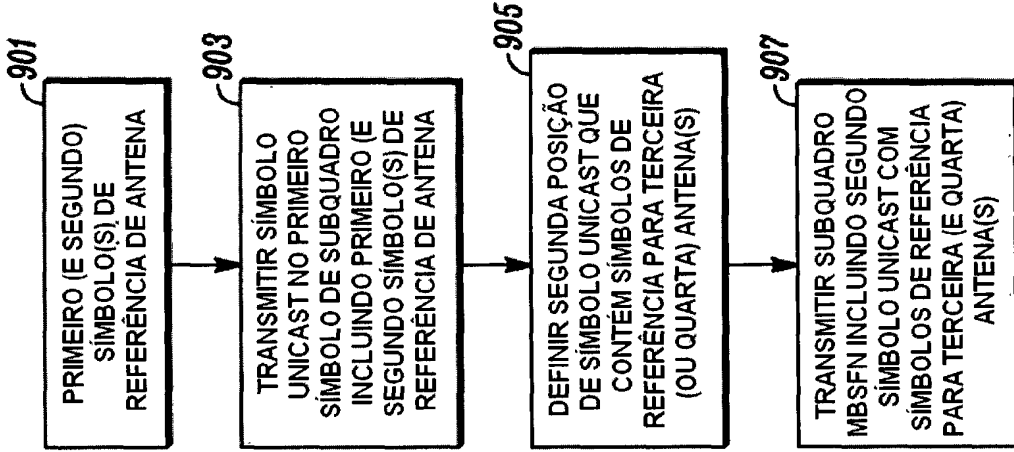 901
PRIMEIRO (E SEGUNDO)
SÍMBOLO(S) DE
REFERÊNCIA DE ANTENA
903
TRANSMITIR SÍMBOLO
UNICAST NO PRIMEIRO
SÍMBOLO DE SUBQUADRO
INCLUINDO PRIMEIRO (E
SEGUNDO SÍMBOLO(S) DE
REFERÊNCIA DE ANTENA
905
DEFINIR SEGUNDA POSIÇÃO
DE SÍMBOLO UNICAST QUE
CONTÉM SÍMBOLOS DE
REFERÊNCIA PARA TERCEIRA
(OU QUARTA) ANTENA(S)
907
TRANSMITIR SUBQUADRO
MBSFN INCLUINDO SEGUNDO
SÍMBOLO UNICAST COM
SÍMBOLOS DE REFERÊNCIA
PARA TERCEIRA (E QUARTA)
ANTENA(S)